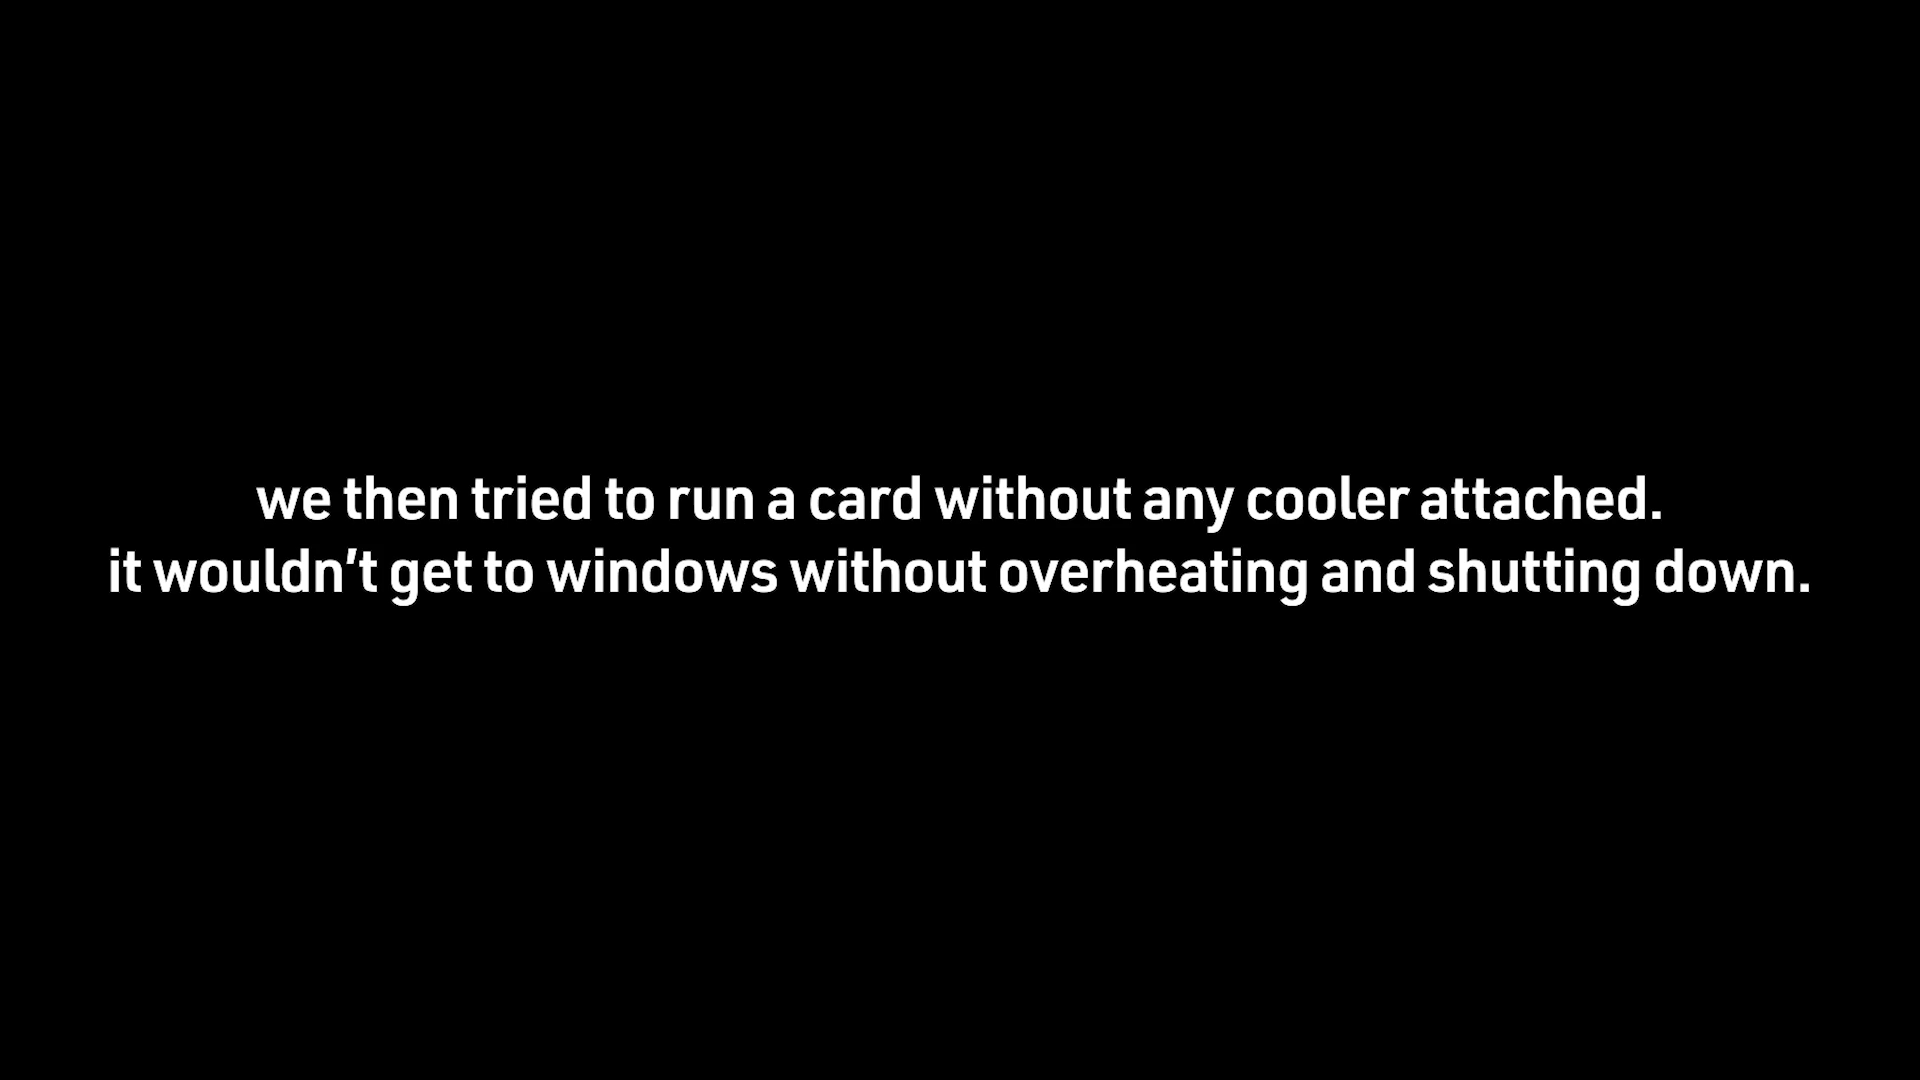 we then tried to run a card without any cooler attached.
it wouldn’t get to windows without overheating and shutting down.